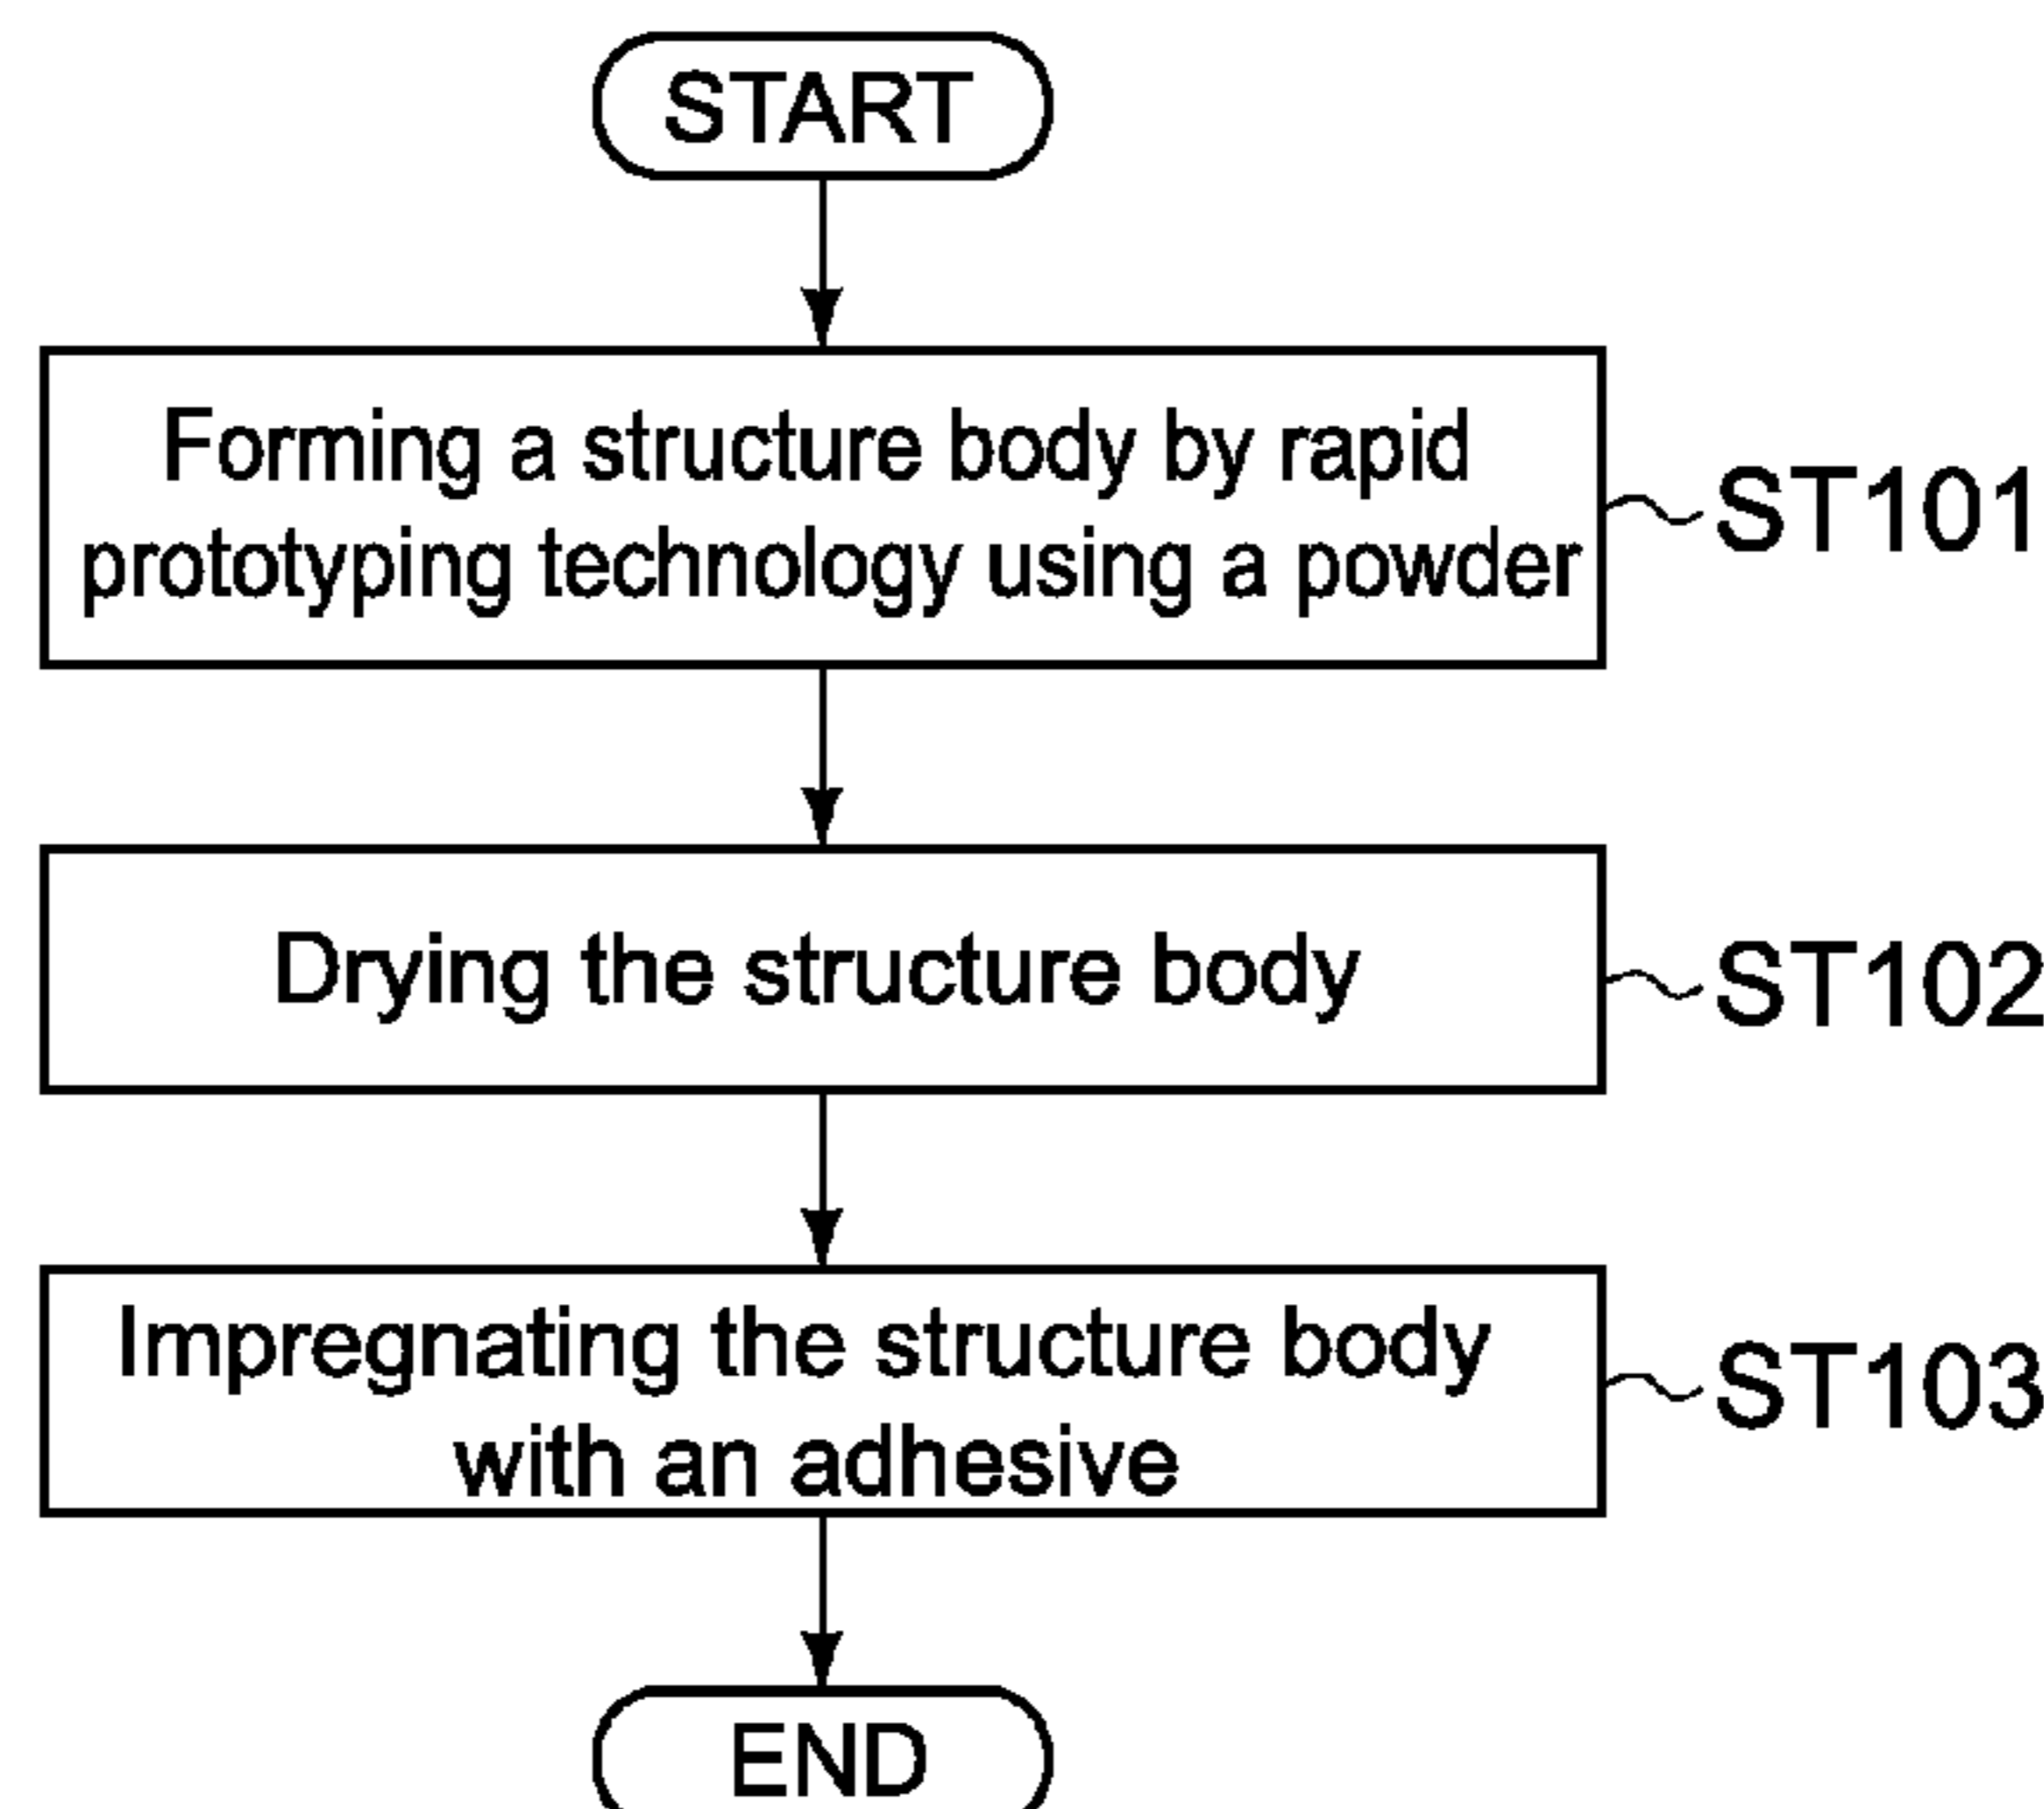 START
Forming a structure body by rapid
prototyping technology using a powder
ST101
Drying the structure body
ST102
Impregnating the structure body
with an adhesive
ST103
END